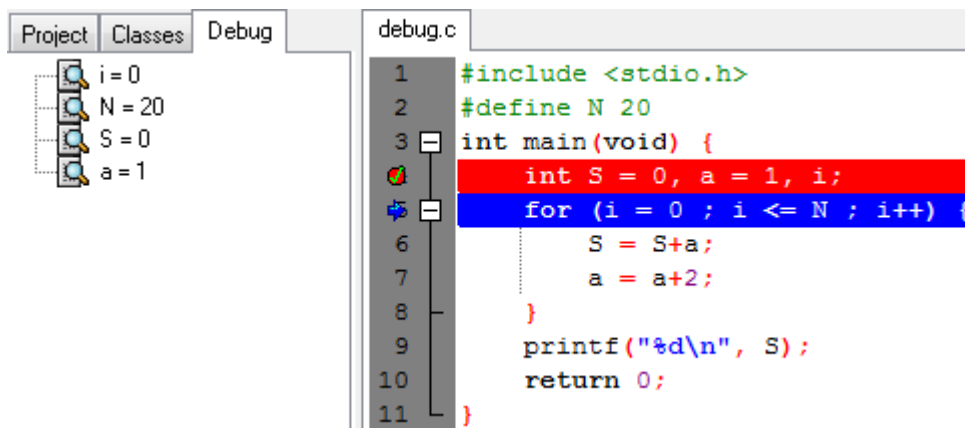 Project Classes Debug
i = 0
N = 20
S = 0
a = 1
debug.c
1 #include <stdio.h>
2 #define N 20
3 int main(void) {
int S = 0, a = 1, i;
for (i = 0 ; i <= N ; i++) {
6 S = S+a;
7 a = a+2;
8 }
9 printf("%d\n", S);
10 return 0;
11 }